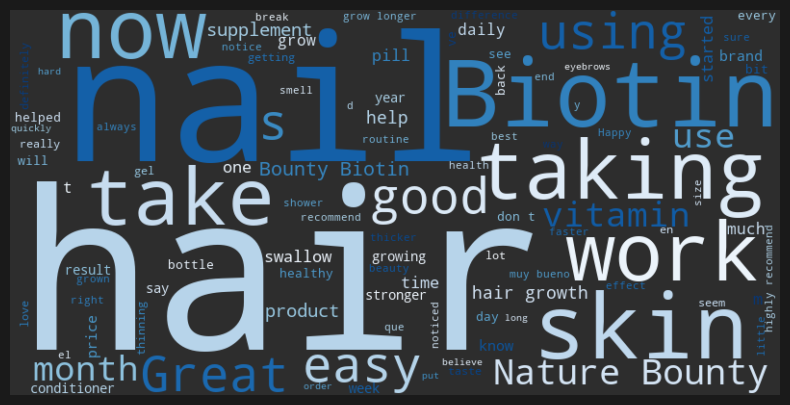 now
supplement
break
grow longer
daily
using
started
every
sure
grow
notice
getting
pill
see
brand
bit
hard
nail
smell
year
d
help
back
Biotin
end
eyebrows
y
helped
quickly
really
will
always
s
routine
best
Happy
use
t
take
gel
one
Bounty Biotin
health
taking
size
shower
recommend
good
don t
vitamin
faster
en
much
hair
thicker
work
highly recommend
result
grown
bottle
swallow
healthy
growing
beauty
time
stronger
lot
muy bueno
effect
hair growth
seem
love
right
say
product
noticed
que
day
long
skin
little
price
thinning
know
el
month
conditioner
Great
easy
order
week
put
believe
taste
Nature Bounty